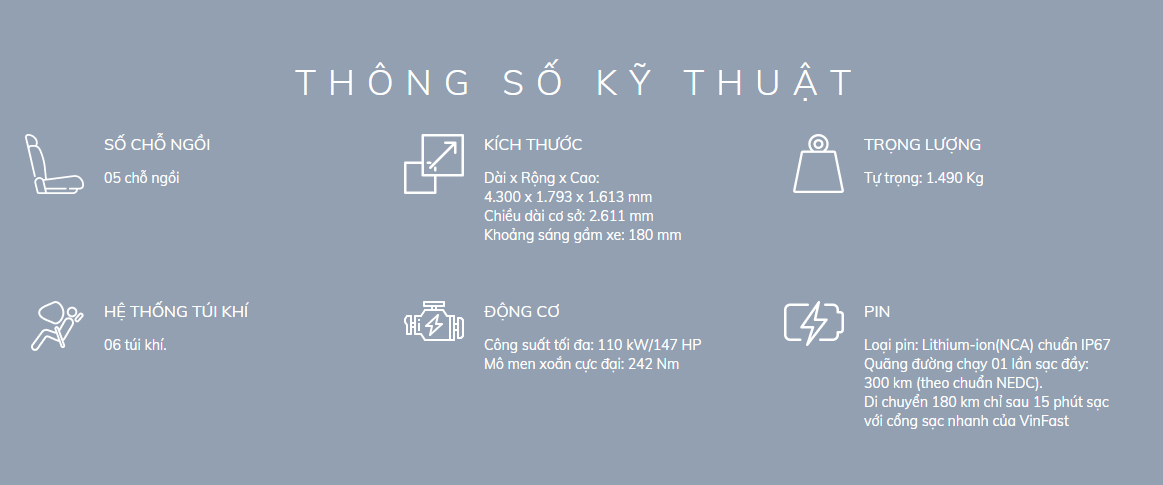 THÔNG SỐ KỸ THUẬT
SỐ CHỖ NGỒI
05 chỗ ngồi
KÍCH THƯỚC
Dài x Rộng x Cao:
4.300 x 1.793 x 1.613 mm
Chiều dài cơ sở: 2.611 mm
Khoảng sáng gầm xe: 180 mm
TRỌNG LƯỢNG
Tự trọng: 1.490 Kg
HỆ THỐNG TÚI KHÍ
06 túi khí.
ĐỘNG CƠ
Công suất tối đa: 110 kW/147 HP
Mô men xoắn cực đại: 242 Nm
PIN
Loại pin: Lithium-ion(NCA) chuẩn IP67
Quãng đường chạy 01 lần sạc đầy:
300 km (theo chuẩn NEDC).
Di chuyển 180 km chỉ sau 15 phút sạc
với cổng sạc nhanh của VinFast